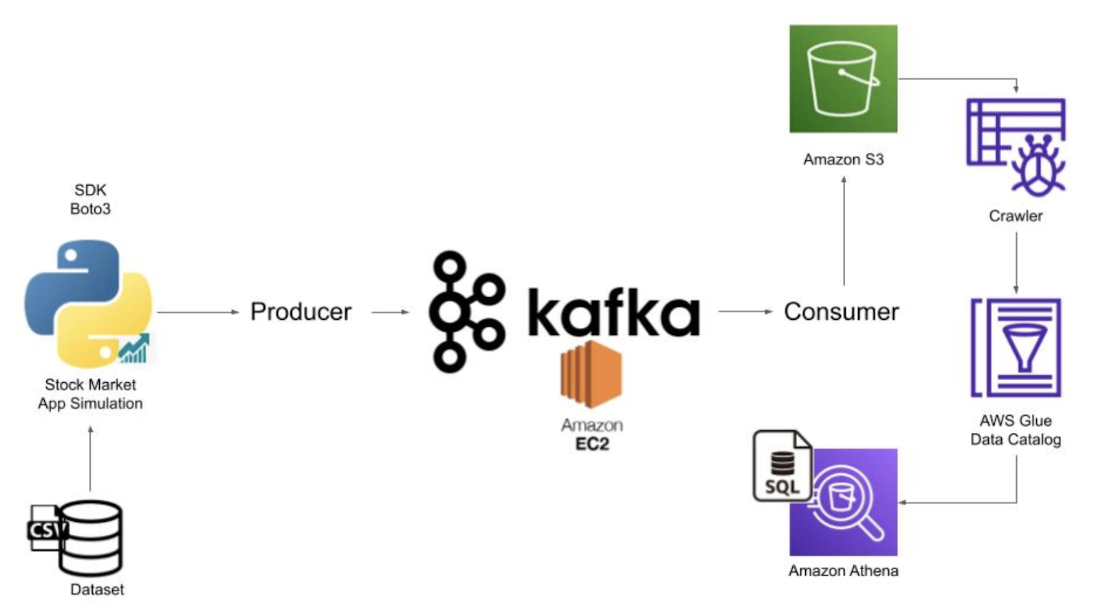 SDK
Boto3
Stock Market
App Simulation
CSV
Dataset
Producer
kafka
Amazon
EC2
Consumer
Amazon S3
Crawler
AWS Glue
Data Catalog
SQL
Amazon Athena